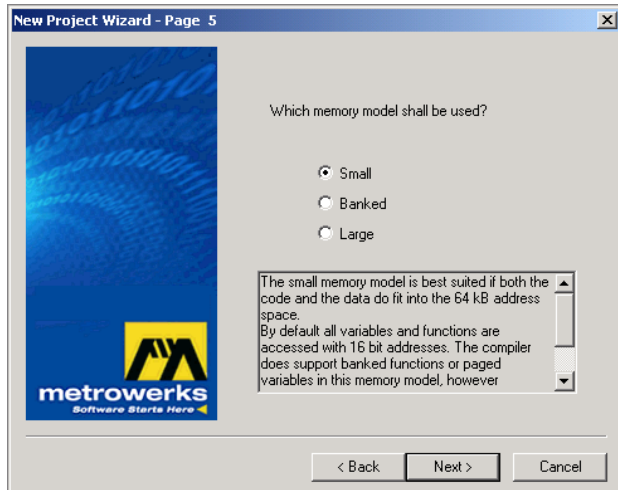 New Project Wizard - Page 5
Which memory model shall be used?
Small
Banked
Large
The small memory model is best suited if both the
code and the data do fit into the 64 kB address
space.
By default all variables and functions are
accessed with 16 bit addresses. The compiler
does support banked functions or paged
variables in this memory model, however
metrowerks
Software Starts Here
< Back
Next >
Cancel